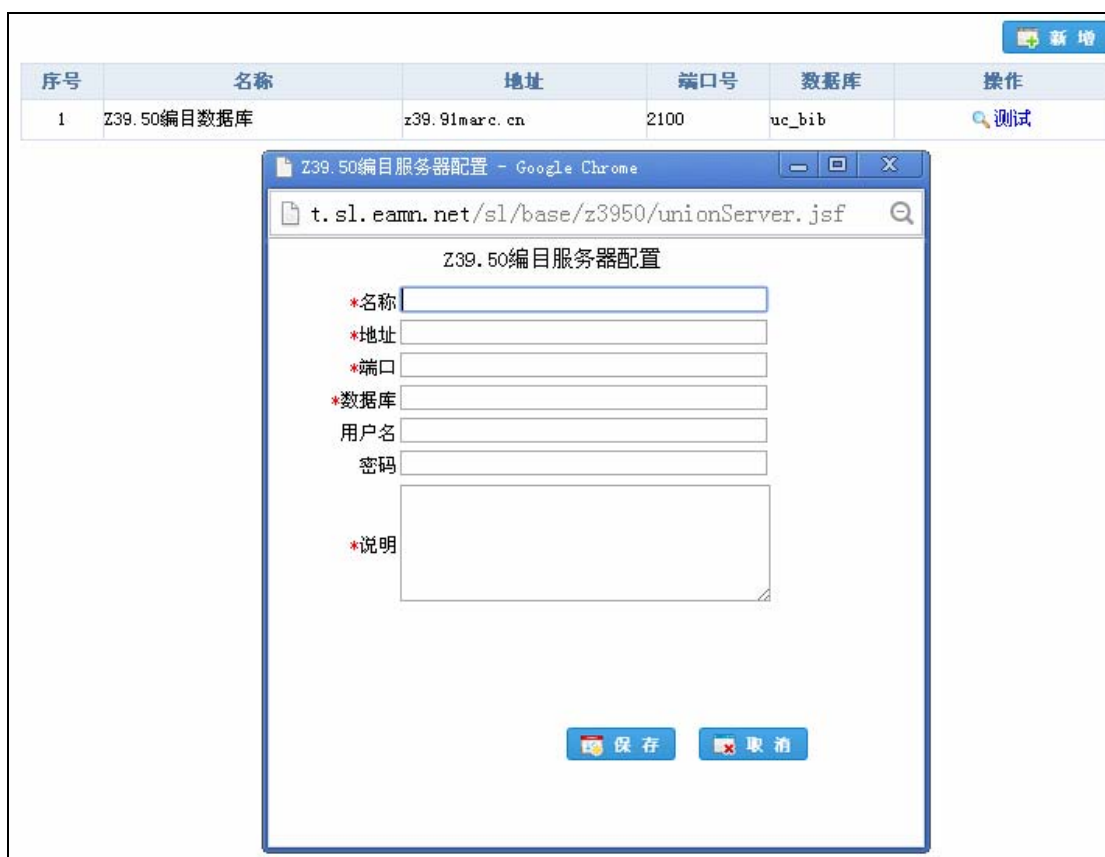 新 增
序号 名称 地址 端口号 数据库 操作
1 Z39.50编目数据库 z39.91marc.cn 2100 uc_bib 测试
Z39.50编目服务器配置 - Google Chrome
t.sl.eamn.net/sl/base/z3950/unionServer.jsf
Z39.50编目服务器配置
*名称
*地址
*端口
*数据库
用户名
密码
*说明
保 存 取 消